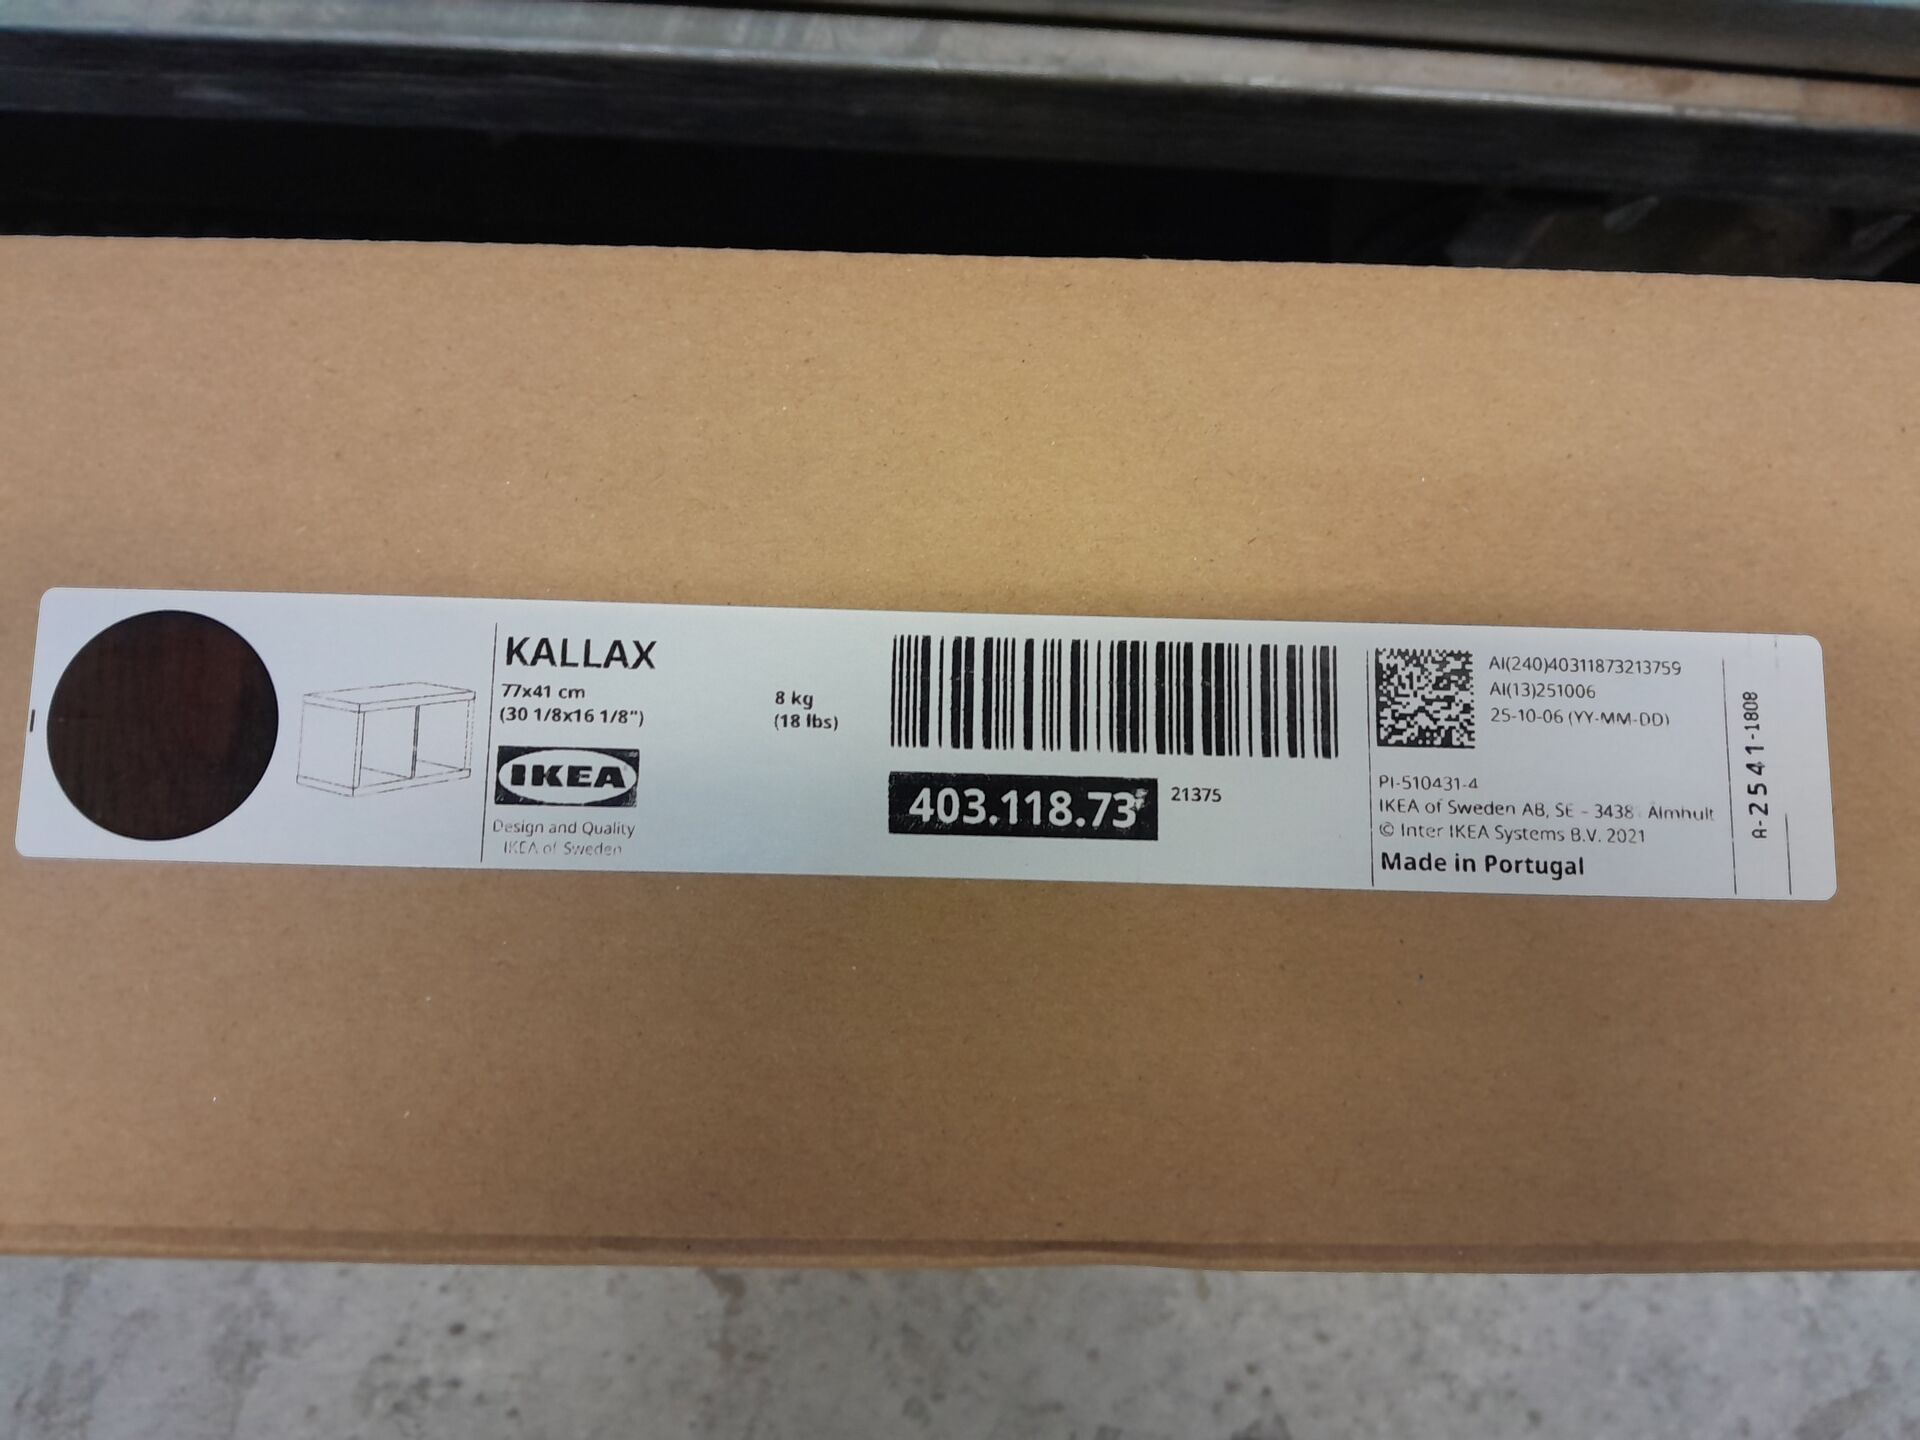 KALLAX
77x41 cm
(30 1/8x16 1/8")
8 kg
(18 lbs)
IKEA
Design and Quality
IKEA of Sweden
403.118.73
21375
AI(240)40311873213759
AI(13)251006
25-10-06 (YY-MM-DD)
PI-510431-4
IKEA of Sweden AB, SE - 3438 Älmhult
© Inter IKEA Systems B.V. 2021
Made in Portugal
A-2541-1808